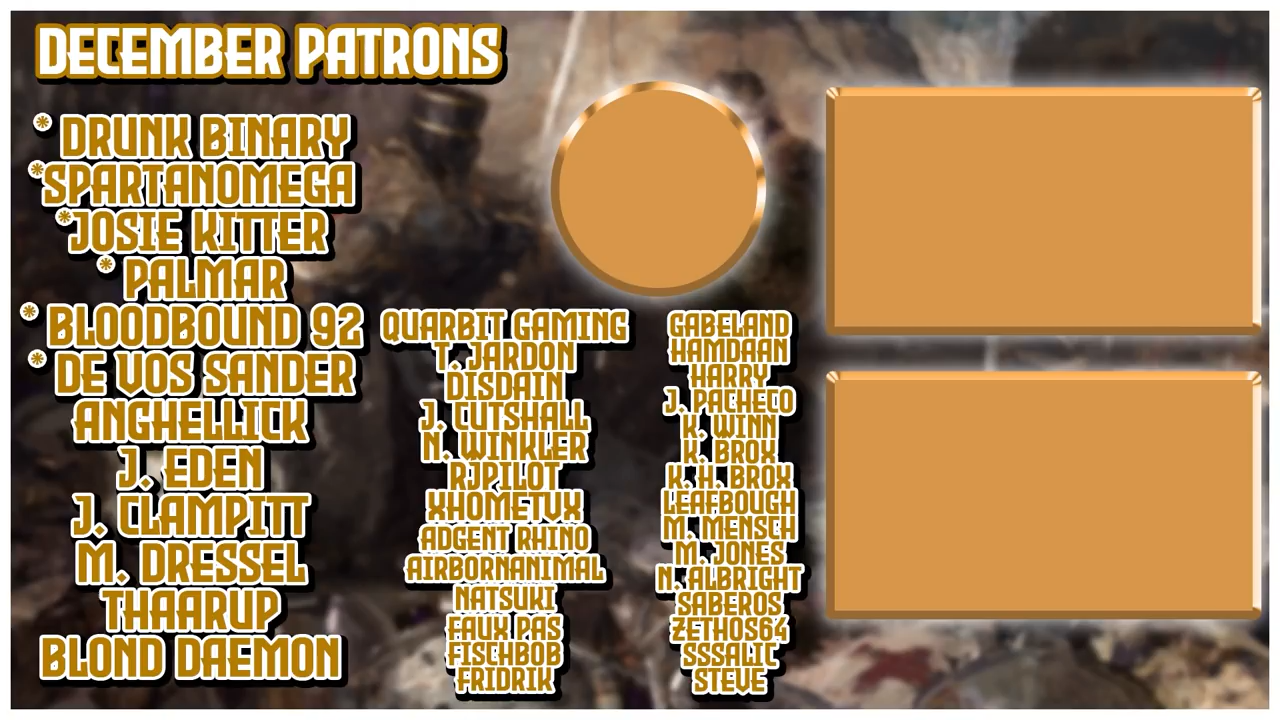 DECEMBER PATRONS
* DRUNK BINARY
*SPARTANOMEGA
*JOSIE KITTER
* PALMAR
* BLOODBOUND 92
* DE VOS SANDER
ANGHELLICK
J. EDEN
J. CLAMPITT
M. DRESSEL
THAARUP
BLOND DAEMON
QUARBIT GAMING
T. JARDON
DISDAIN
J. CUTSHALL
N. WINKLER
RJPILOT
XHOMETVX
ADGENT RHINO
AIRBORNANIMAL
NATSUKI
FAUX PAS
FISCHBOB
FRIDRIK
GABELAND
HAMDAAN
HARRY
J. PACHECO
K. WINN
K. BROX
K. H. BROX
LEAFBOUGH
M. MENSCH
M. JONES
N. ALBRIGHT
SABEROS
ZETHOS64
SSSALIC
STEVE